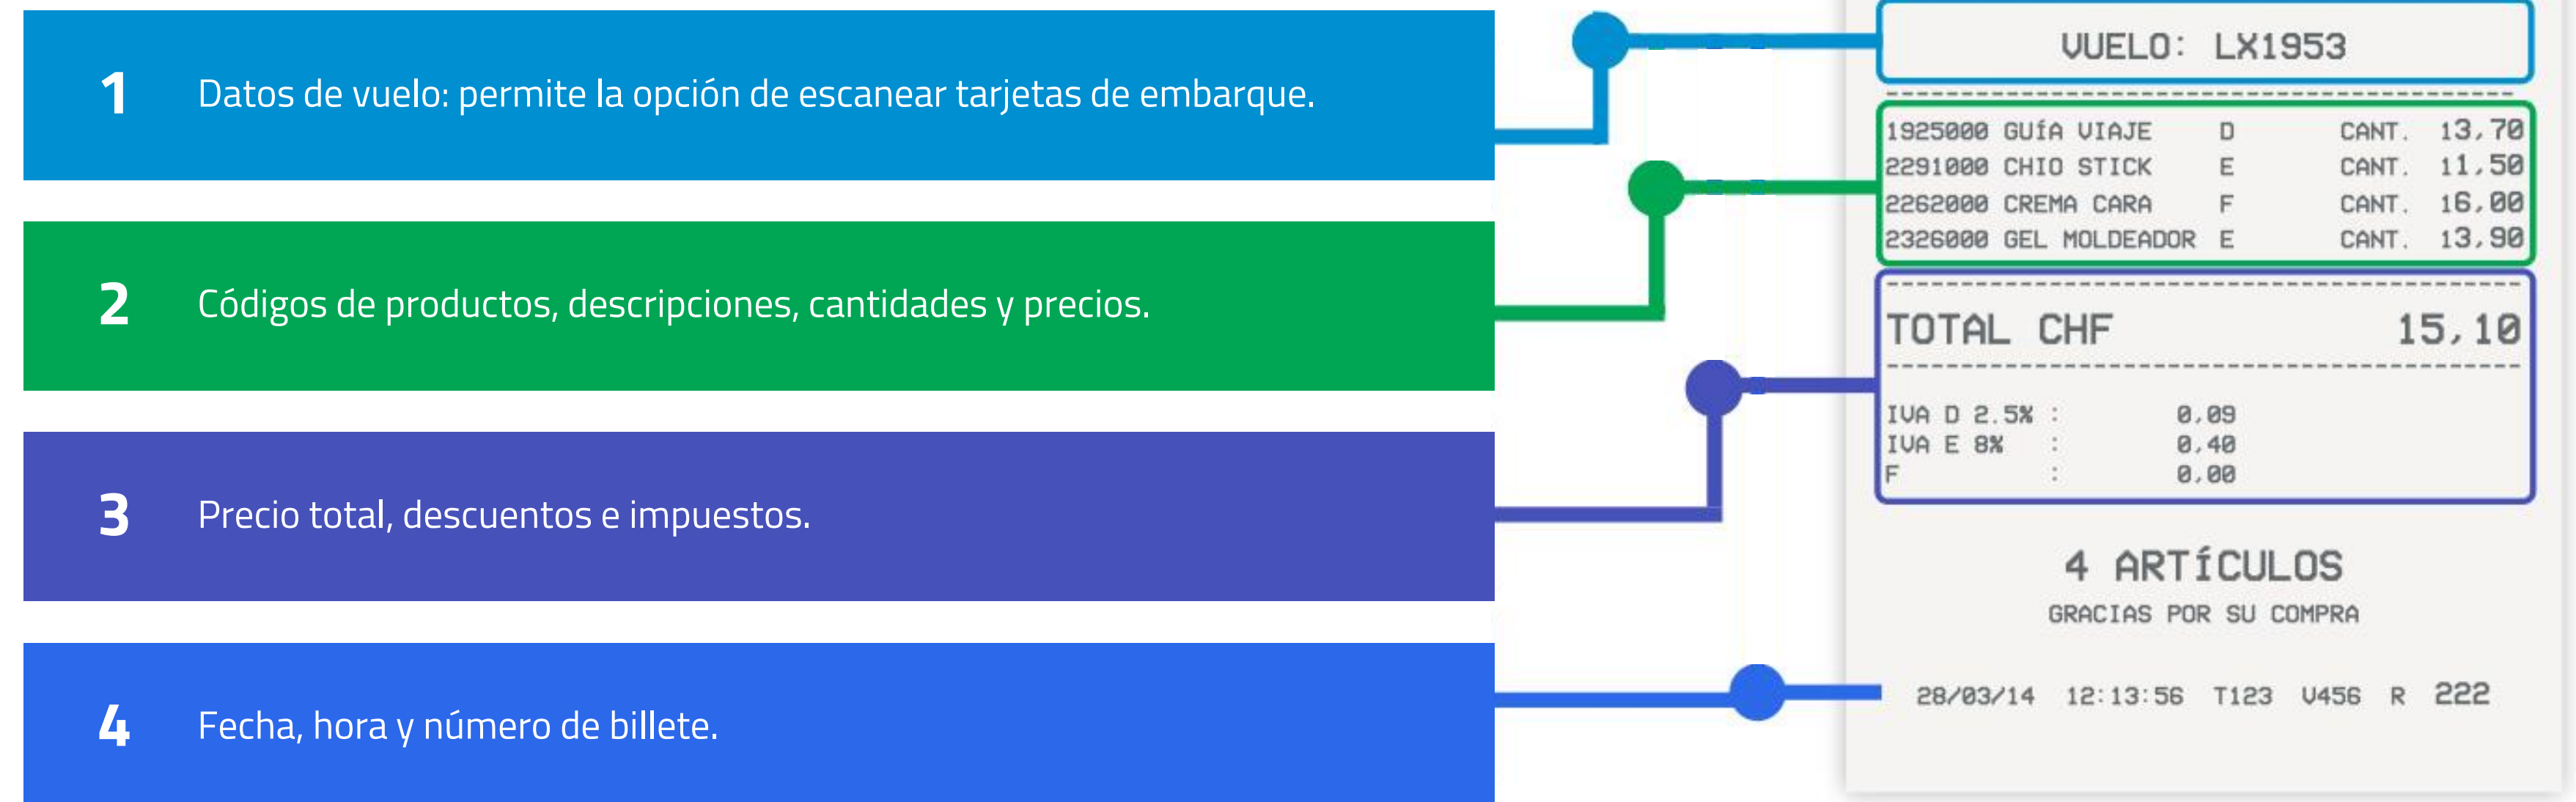 1 Datos de vuelo: permite la opción de escanear tarjetas de embarque.
2 Códigos de productos, descripciones, cantidades y precios.
3 Precio total, descuentos e impuestos.
4 Fecha, hora y número de billete.
VUELO: LX1953
1925000 GUÍA VIAJE D CANT. 13,70
2291000 CHIO STICK E CANT. 11,50
2262000 CREMA CARA F CANT. 16,00
2326000 GEL MOLDEADOR E CANT. 13,90
TOTAL CHF 15,10
IVA D 2.5% : 0,09
IVA E 8% : 0,40
F : 0,00
4 ARTÍCULOS
GRACIAS POR SU COMPRA
28/03/14 12:13:56 T123 V456 R 222